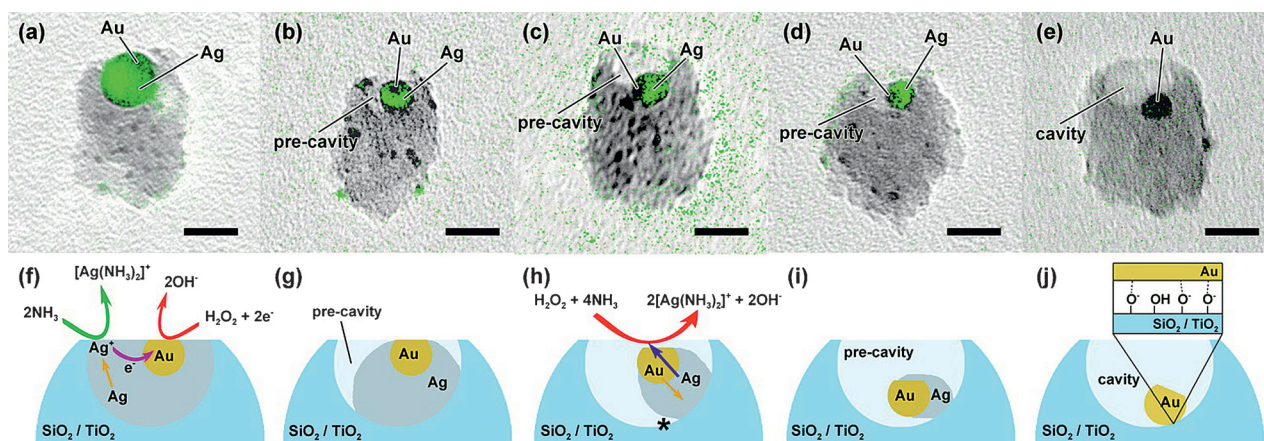 (a)
Au
Ag
(b)
Au
Ag
pre-cavity
(c)
Au
Ag
pre-cavity
(d)
Au
Ag
pre-cavity
(e)
Au
cavity
(f)
[Ag(NH₃)₂]⁺
2OH⁻
2NH₃
H₂O₂ + 2e⁻
Ag⁺
e⁻
Au
Ag
SiO₂ / TiO₂
(g)
pre-cavity
Au
Ag
SiO₂ / TiO₂
(h)
H₂O₂ + 4NH₃
2[Ag(NH₃)₂]⁺ + 2OH⁻
Au
Ag
*
SiO₂ / TiO₂
(i)
pre-cavity
Au
Ag
SiO₂ / TiO₂
(j)
Au
O⁻ OH O⁻ O⁻
SiO₂ / TiO₂
cavity
Au
SiO₂ / TiO₂